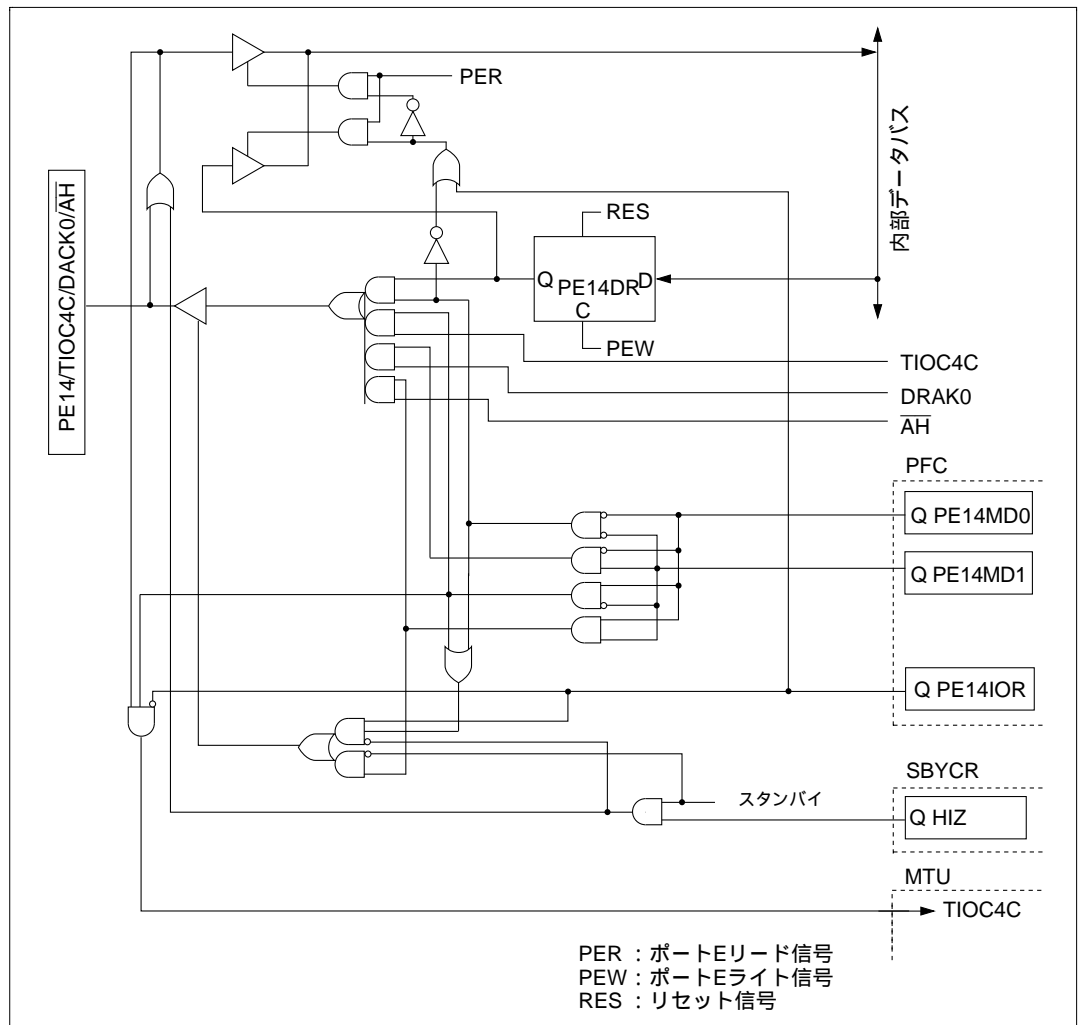 PER
PE14/TIOC4C/DACK0/A̅H̅
内部データバス
RES
Q PE14DR D
C
PEW
TIOC4C
DRAK0
A̅H̅
PFC
Q PE14MD0
Q PE14MD1
Q PE14IOR
SBYCR
スタンバイ
Q HIZ
MTU
TIOC4C
PER : ポートEリード信号
PEW : ポートEライト信号
RES : リセット信号